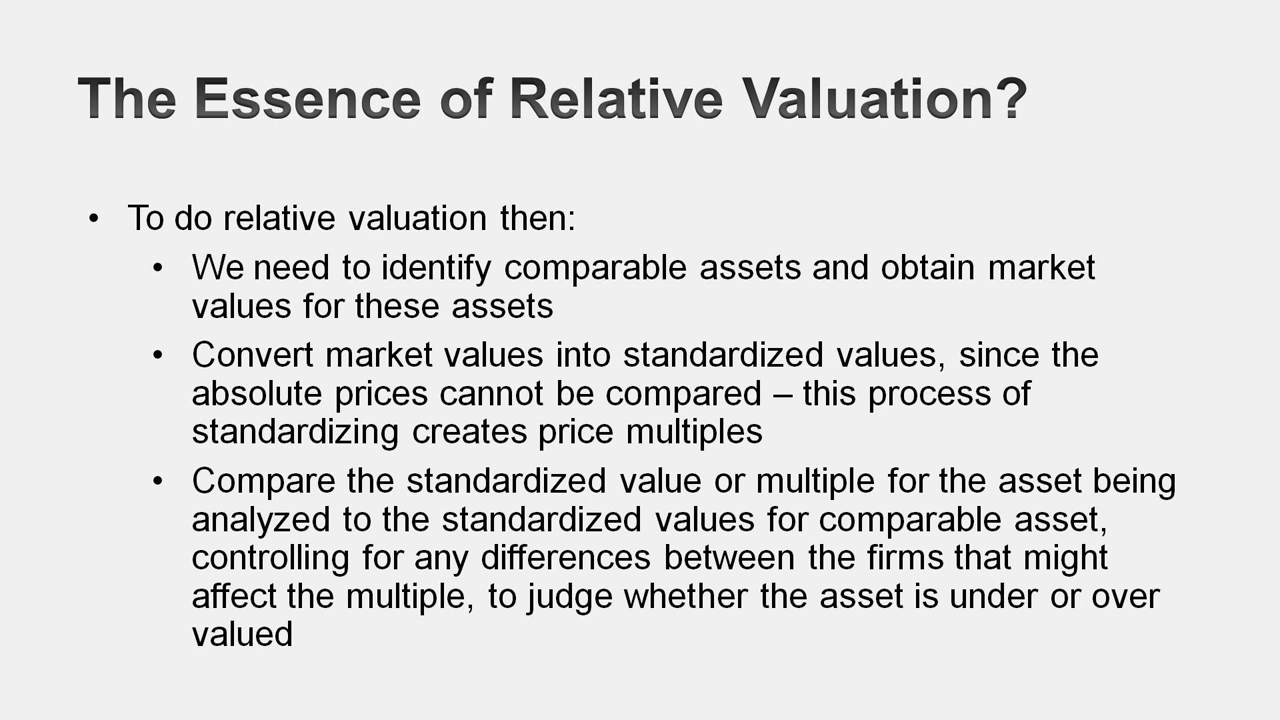 The Essence of Relative Valuation?
• To do relative valuation then:
• We need to identify comparable assets and obtain market
values for these assets
• Convert market values into standardized values, since the
absolute prices cannot be compared – this process of
standardizing creates price multiples
• Compare the standardized value or multiple for the asset being
analyzed to the standardized values for comparable asset,
controlling for any differences between the firms that might
affect the multiple, to judge whether the asset is under or over
valued